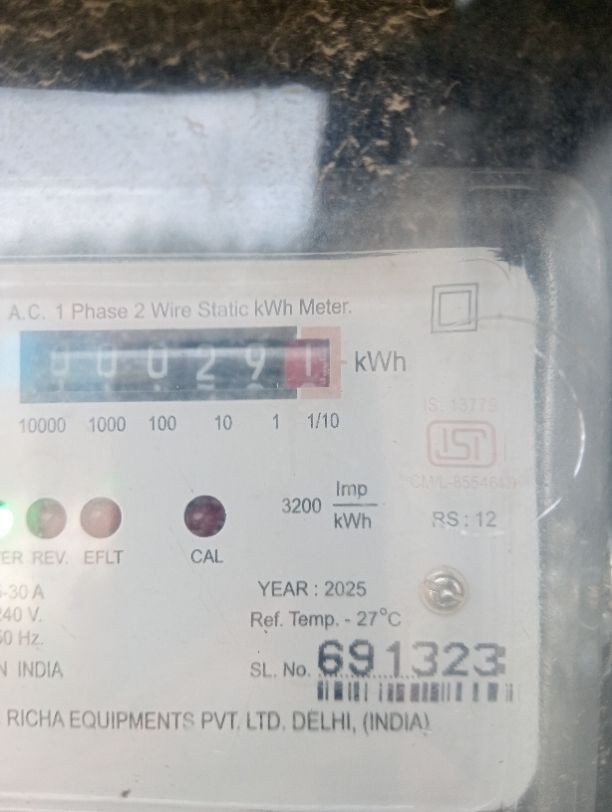 A.C. 1 Phase 2 Wire Static kWh Meter.
000291 kWh
10000 1000 100 10 1 1/10
IS: 13779
ISI
3200 Imp
kWh
RS : 12
REV. EFLT CAL
-30 A
YEAR : 2025
240 V.
Ref. Temp. - 27°C
50 Hz.
INDIA
SL. No. 691323
RICHA EQUIPMENTS PVT. LTD. DELHI, (INDIA)